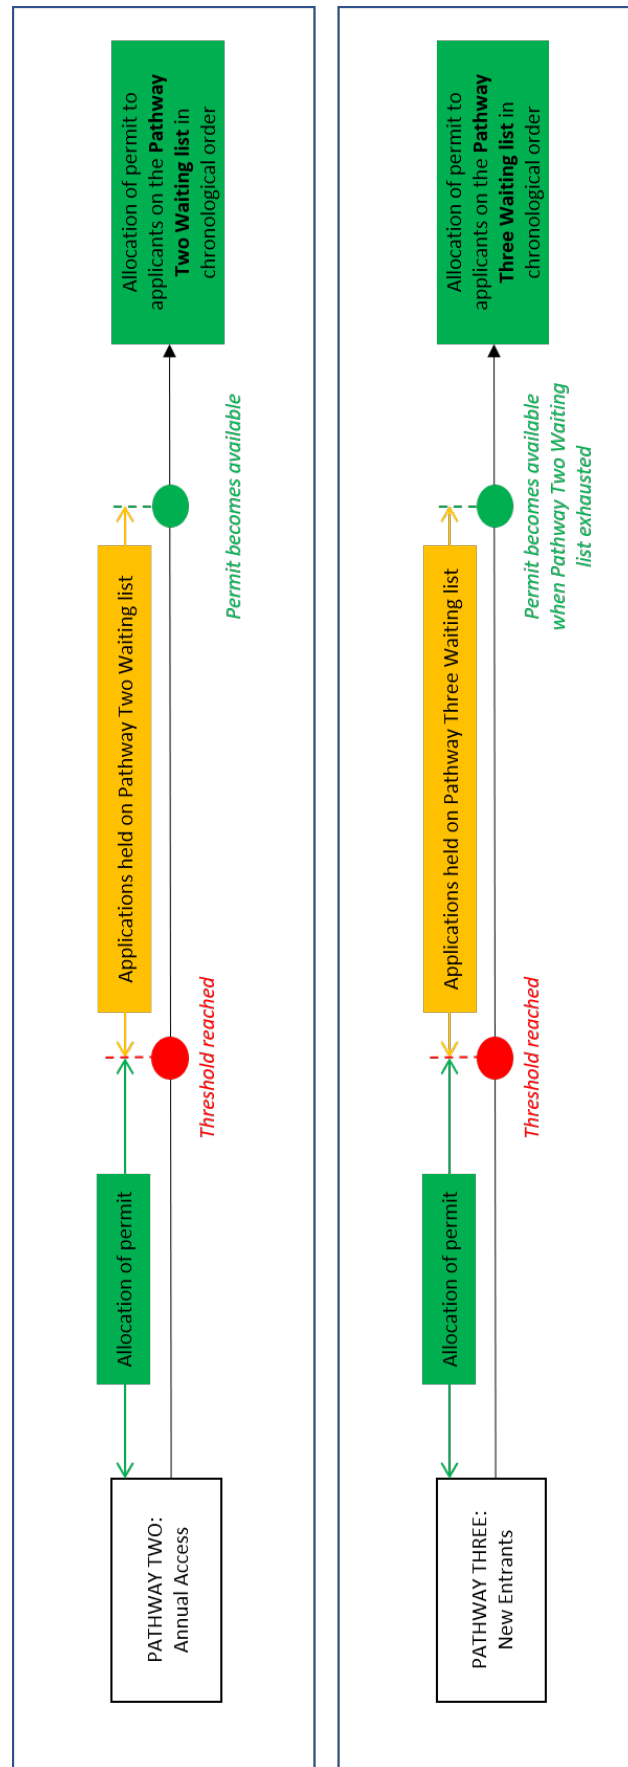 PATHWAY TWO:
Annual Access
Allocation of permit
Threshold reached
Applications held on Pathway Two Waiting list
Permit becomes available
Allocation of permit to
applicants on the Pathway
Two Waiting list in
chronological order
PATHWAY THREE:
New Entrants
Allocation of permit
Threshold reached
Applications held on Pathway Three Waiting list
Permit becomes available
when Pathway Two Waiting
list exhausted
Allocation of permit to
applicants on the Pathway
Three Waiting list in
chronological order